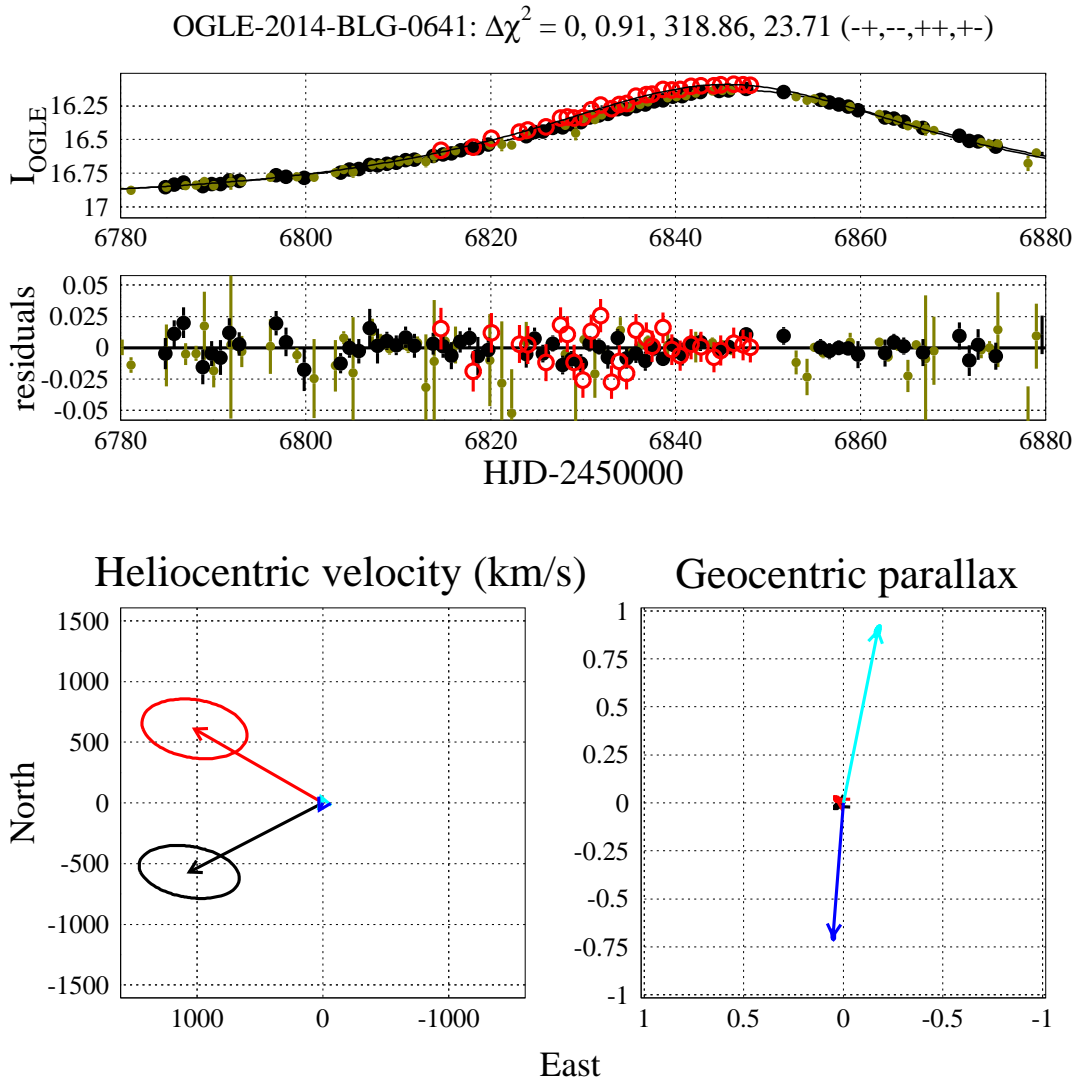 OGLE-2014-BLG-0641: Δχ² = 0, 0.91, 318.86, 23.71 (-+,--,++,+-)
I_OGLE
16.25
16.5
16.75
17
6780 6800 6820 6840 6860 6880
residuals
0.05
0.025
0
-0.025
-0.05
6780 6800 6820 6840 6860 6880
HJD-2450000
Heliocentric velocity (km/s)
North
1500
1000
500
0
-500
-1000
-1500
1000 0 -1000
Geocentric parallax
1
0.75
0.5
0.25
0
-0.25
-0.5
-0.75
-1
1 0.5 0 -0.5 -1
East